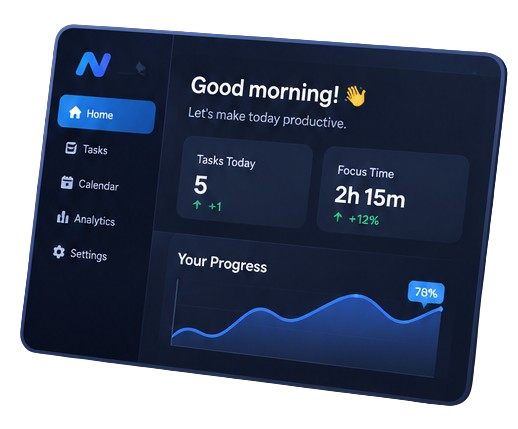 N
Home
Tasks
Calendar
Analytics
Settings
Good morning! 👋
Let's make today productive.
Tasks Today
5
↑ +1
Focus Time
2h 15m
↑ +12%
Your Progress
78%